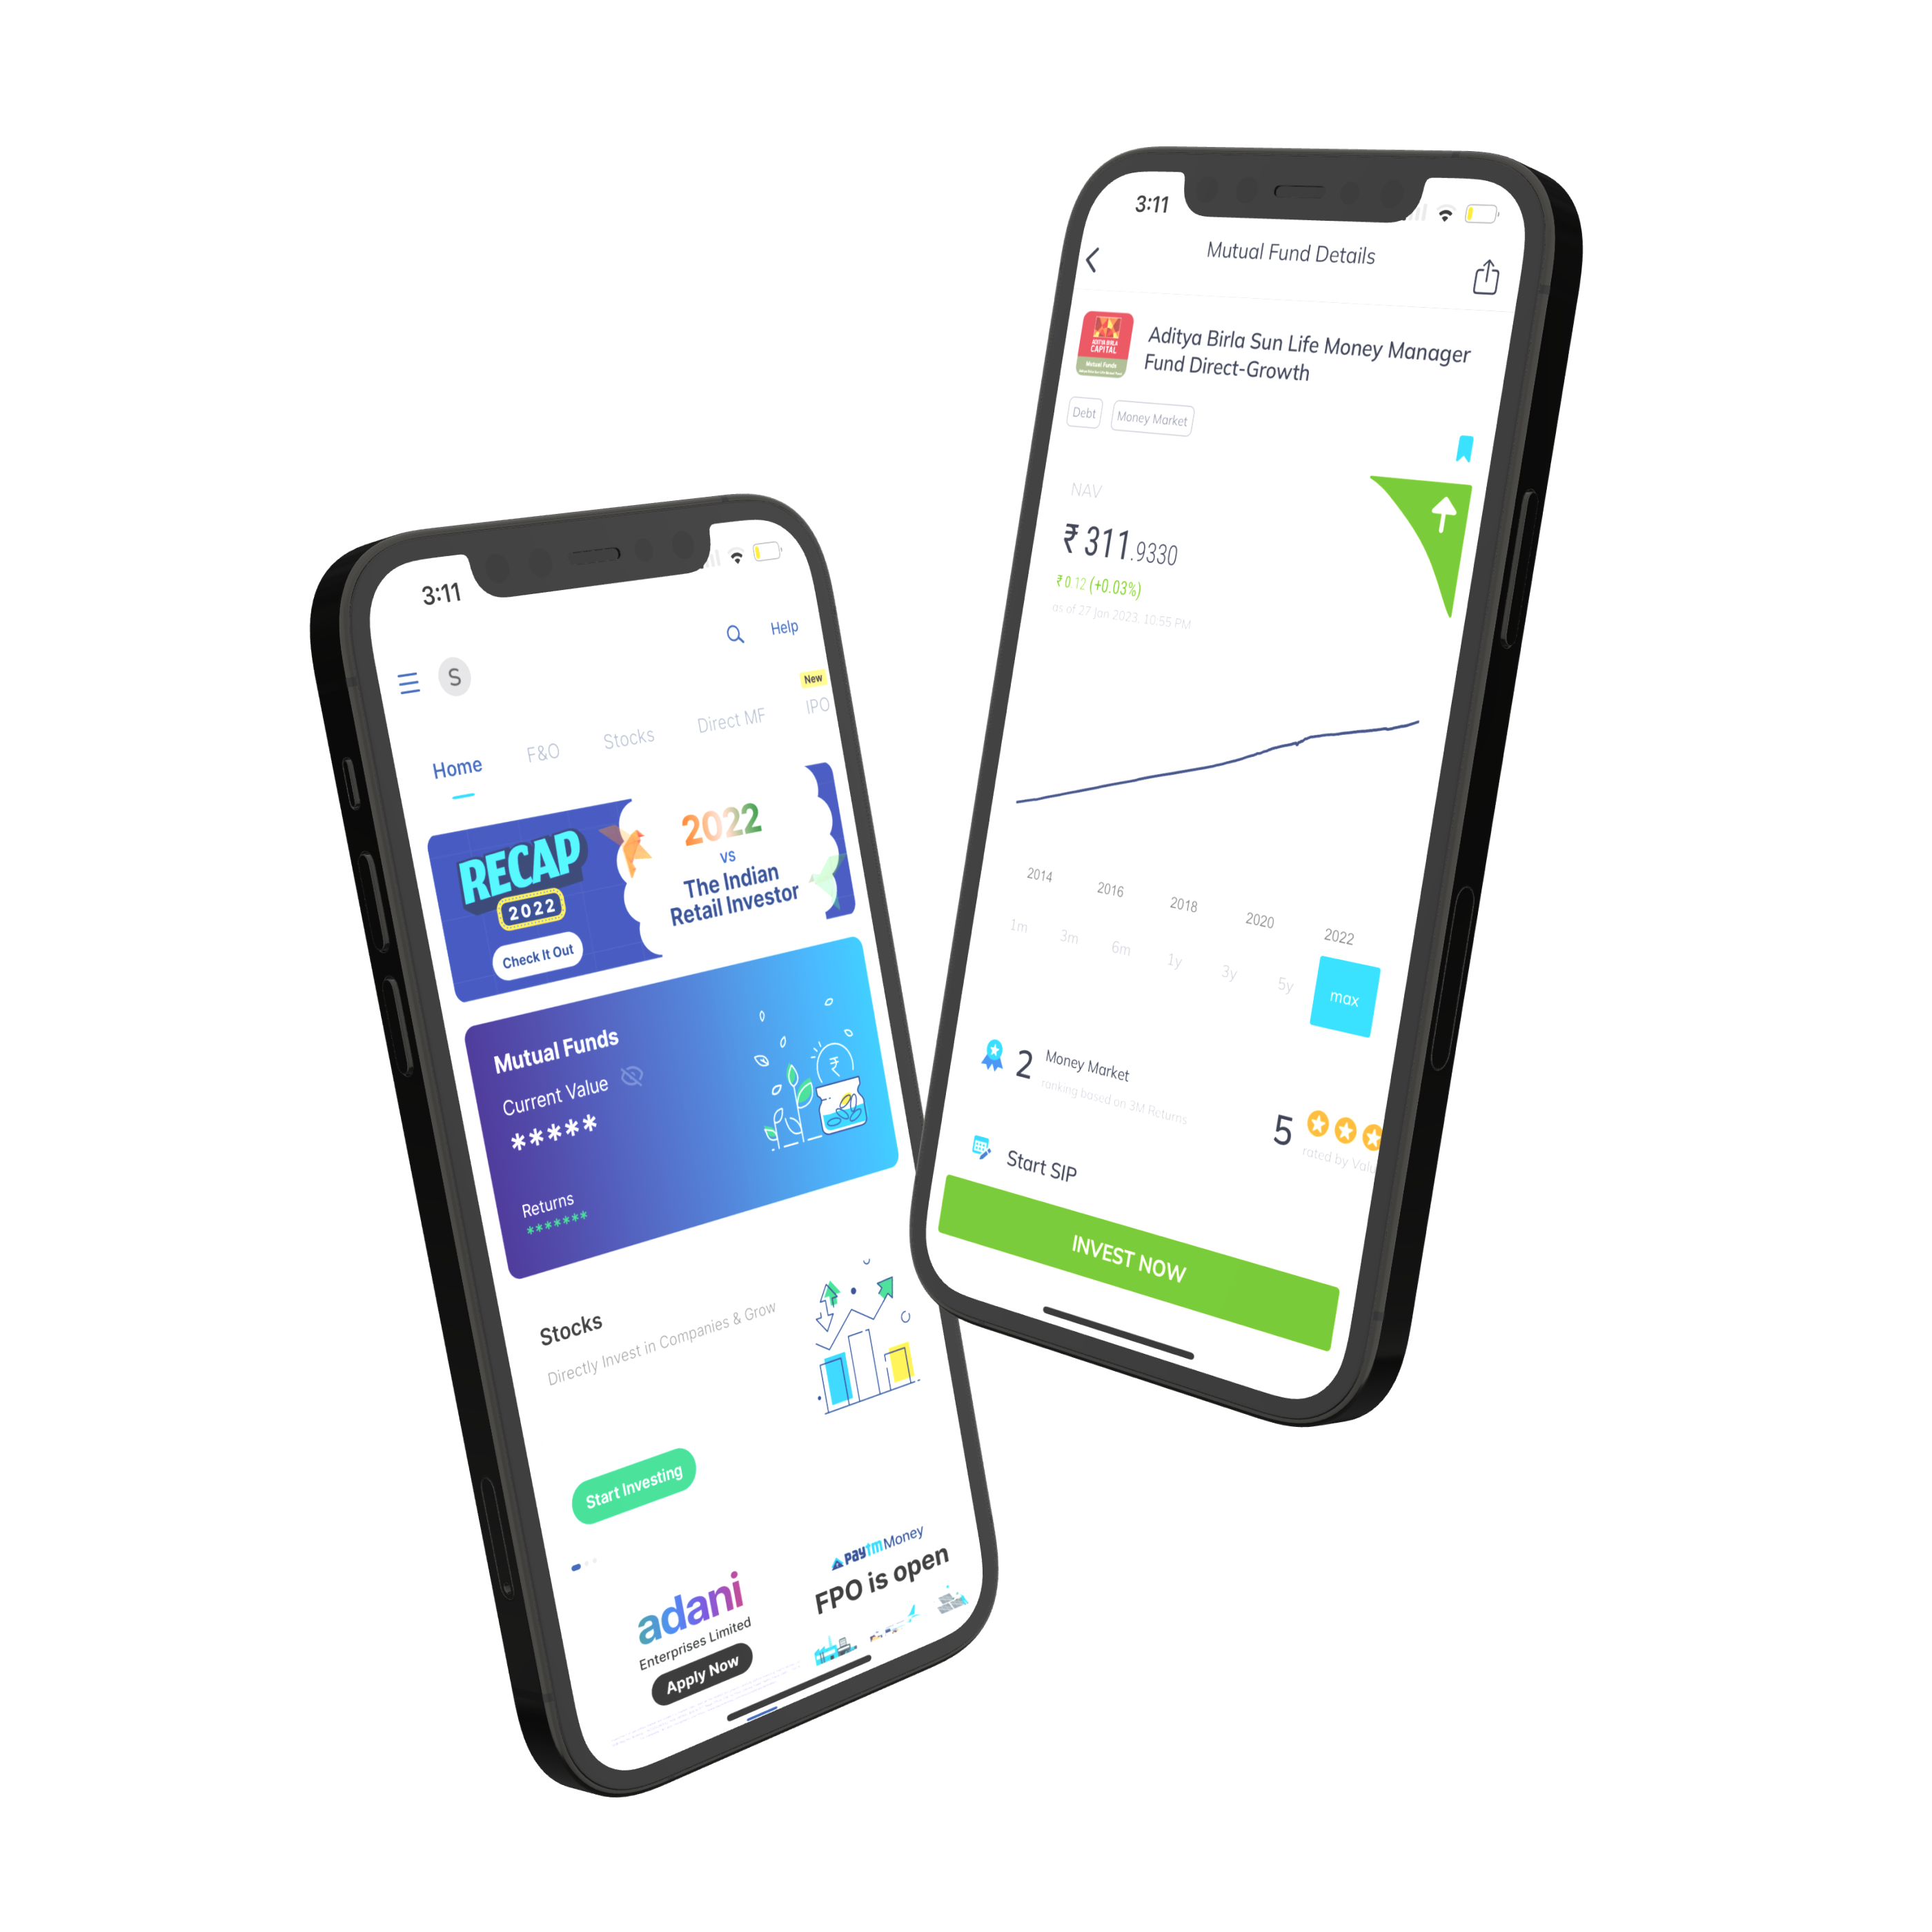 3:11
S
Help
Home
F&O
Stocks
Direct MF
New
IPO
RECAP
2022
Check It Out
2022
vs
The Indian
Retail Investor
Mutual Funds
Current Value
*****
₹
Returns
*******
Stocks
Directly Invest in Companies & Grow
Start Investing
adani
Enterprises Limited
Apply Now
paytm Money
FPO is open
3:11
Mutual Fund Details
ADITYA BIRLA
CAPITAL
Mutual Funds
Aditya Birla Sun Life Money Manager
Fund Direct-Growth
Debt
Money Market
NAV
₹ 311.9330
₹ 0.12 (+0.03%)
as of 27 Jan 2023, 10:55 PM
2014 2016 2018 2020 2022
1m 3m 6m 1y 3y 5y max
2 Money Market
ranking based on 3M Returns
5
rated by Valu
Start SIP
INVEST NOW